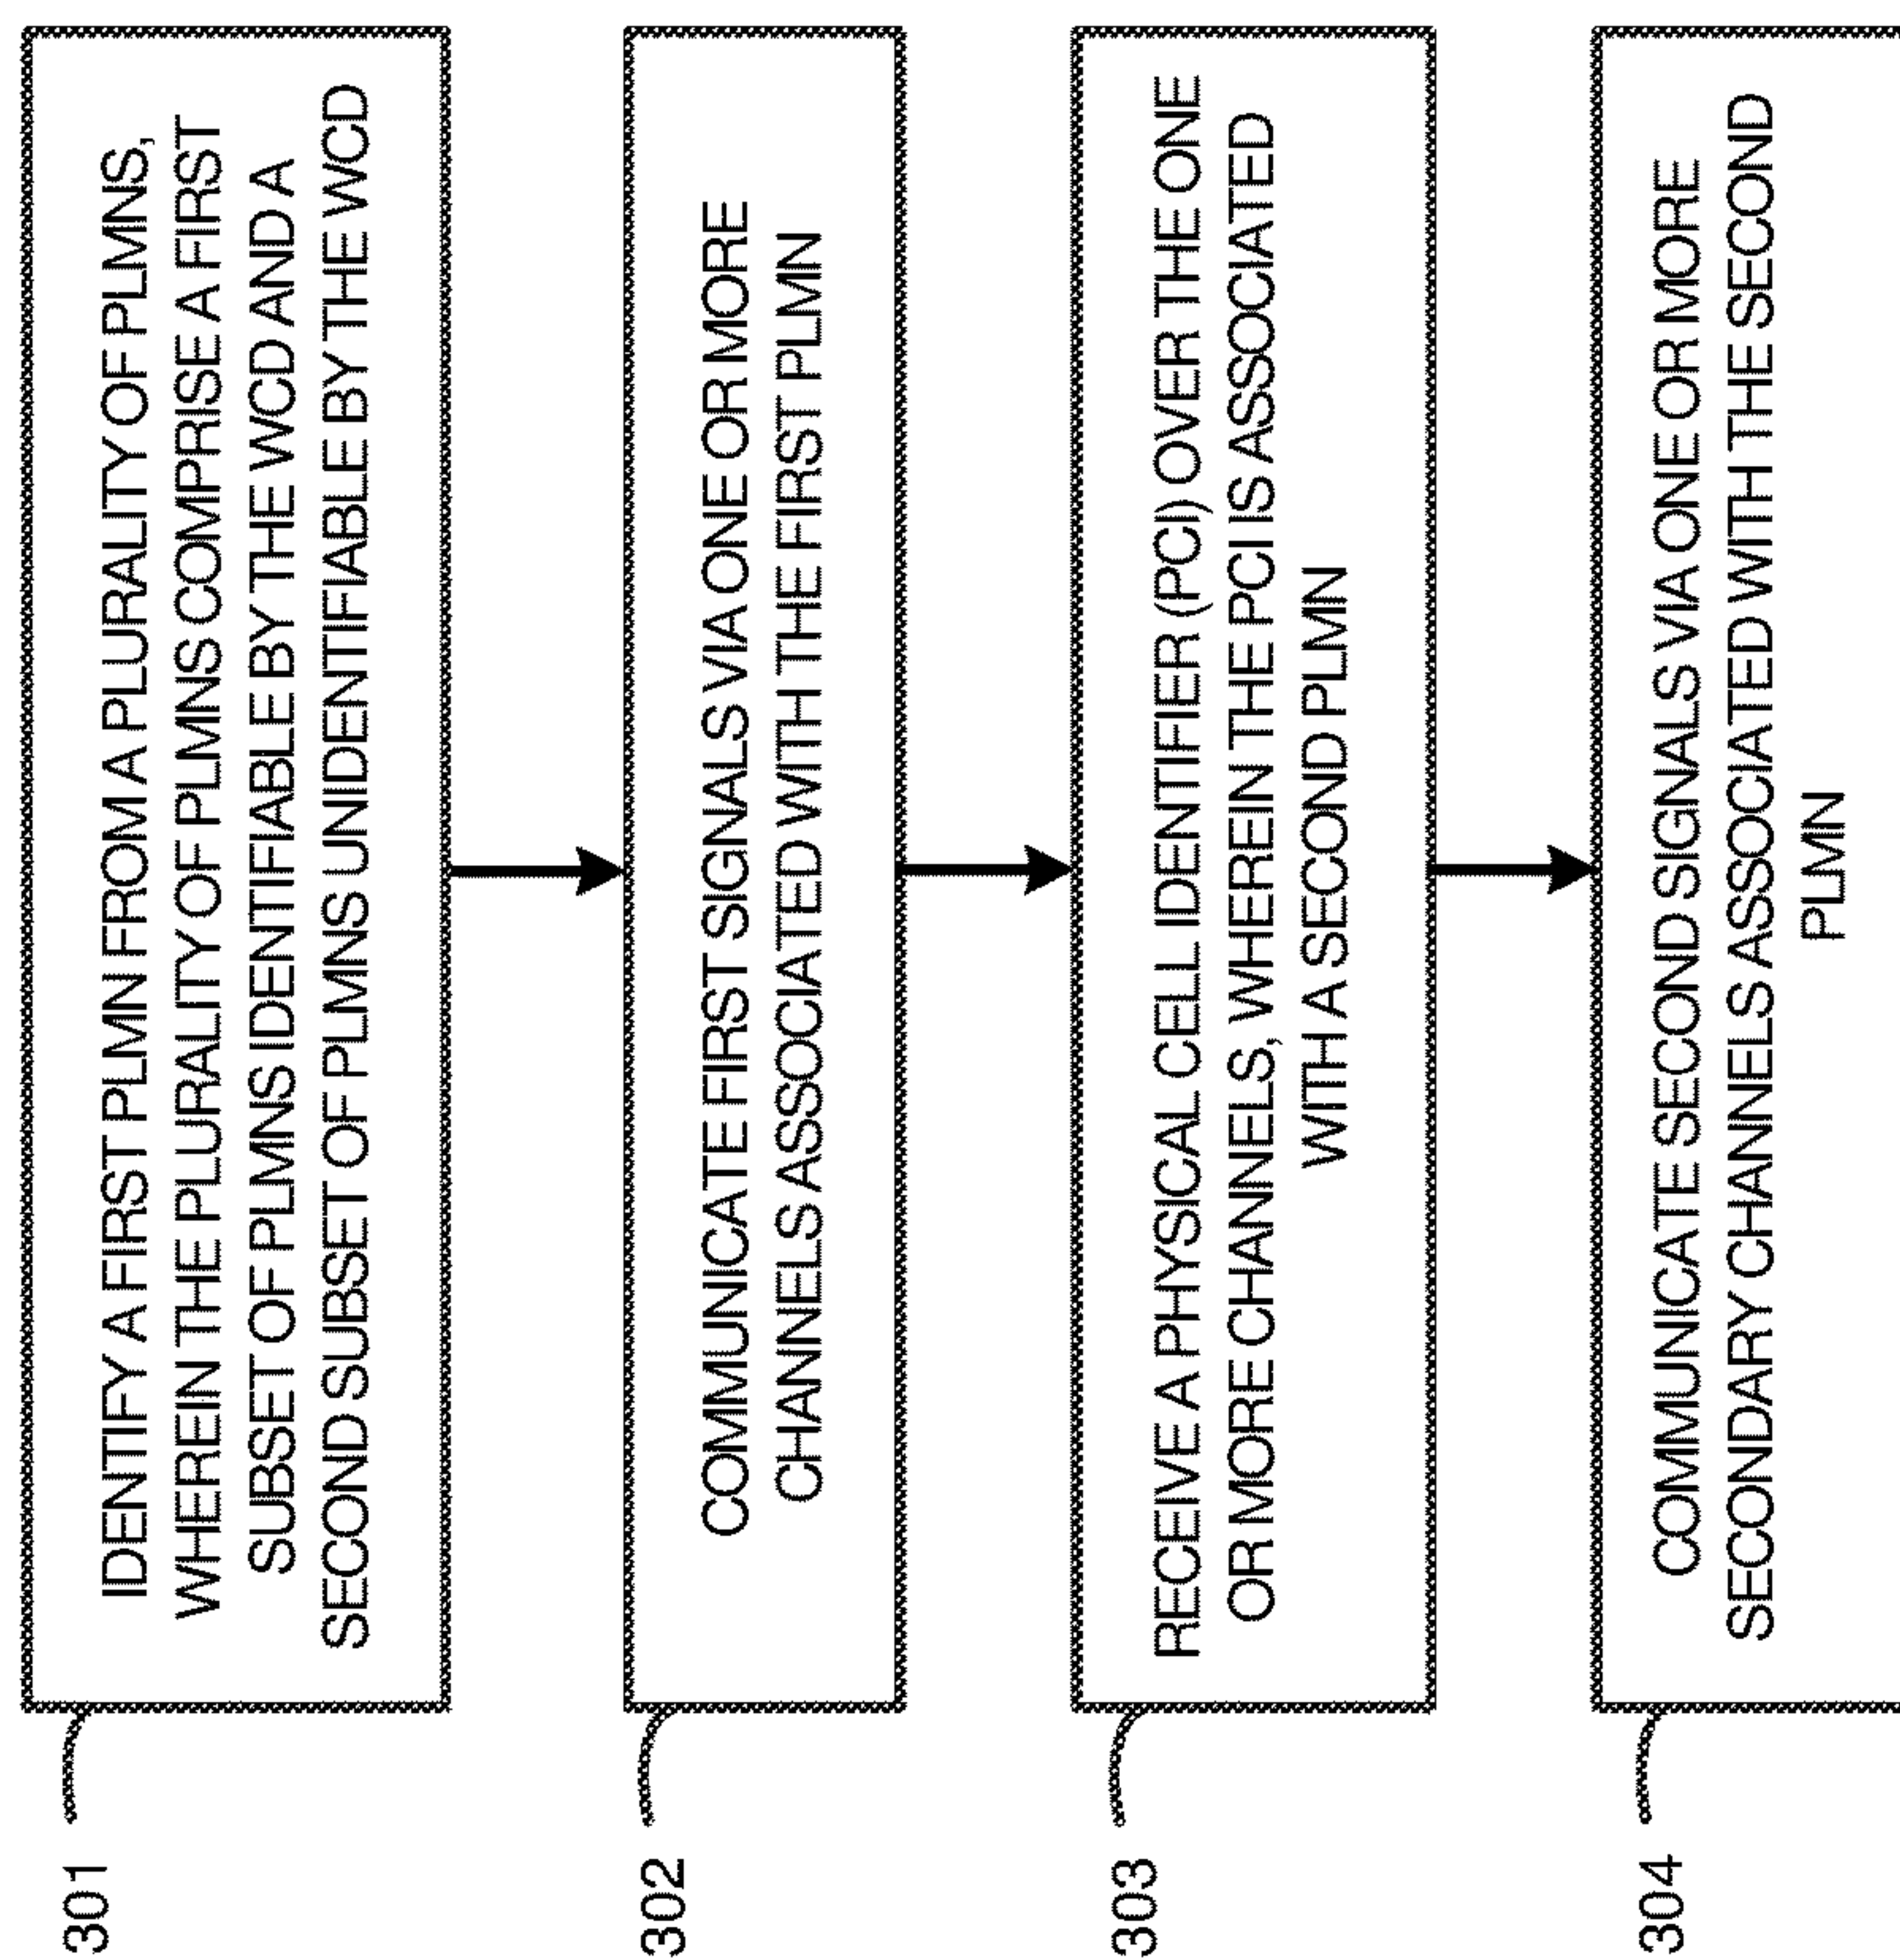 301
IDENTIFY A FIRST PLMN FROM A PLURALITY OF PLMNS,
WHEREIN THE PLURALITY OF PLMNS COMPRISE A FIRST
SUBSET OF PLMNS IDENTIFIABLE BY THE WCD AND A
SECOND SUBSET OF PLMNS UNIDENTIFIABLE BY THE WCD
302
COMMUNICATE FIRST SIGNALS VIA ONE OR MORE
CHANNELS ASSOCIATED WITH THE FIRST PLMN
303
RECEIVE A PHYSICAL CELL IDENTIFIER (PCI) OVER THE ONE
OR MORE CHANNELS, WHEREIN THE PCI IS ASSOCIATED
WITH A SECOND PLMN
304
COMMUNICATE SECOND SIGNALS VIA ONE OR MORE
SECONDARY CHANNELS ASSOCIATED WITH THE SECOND
PLMN